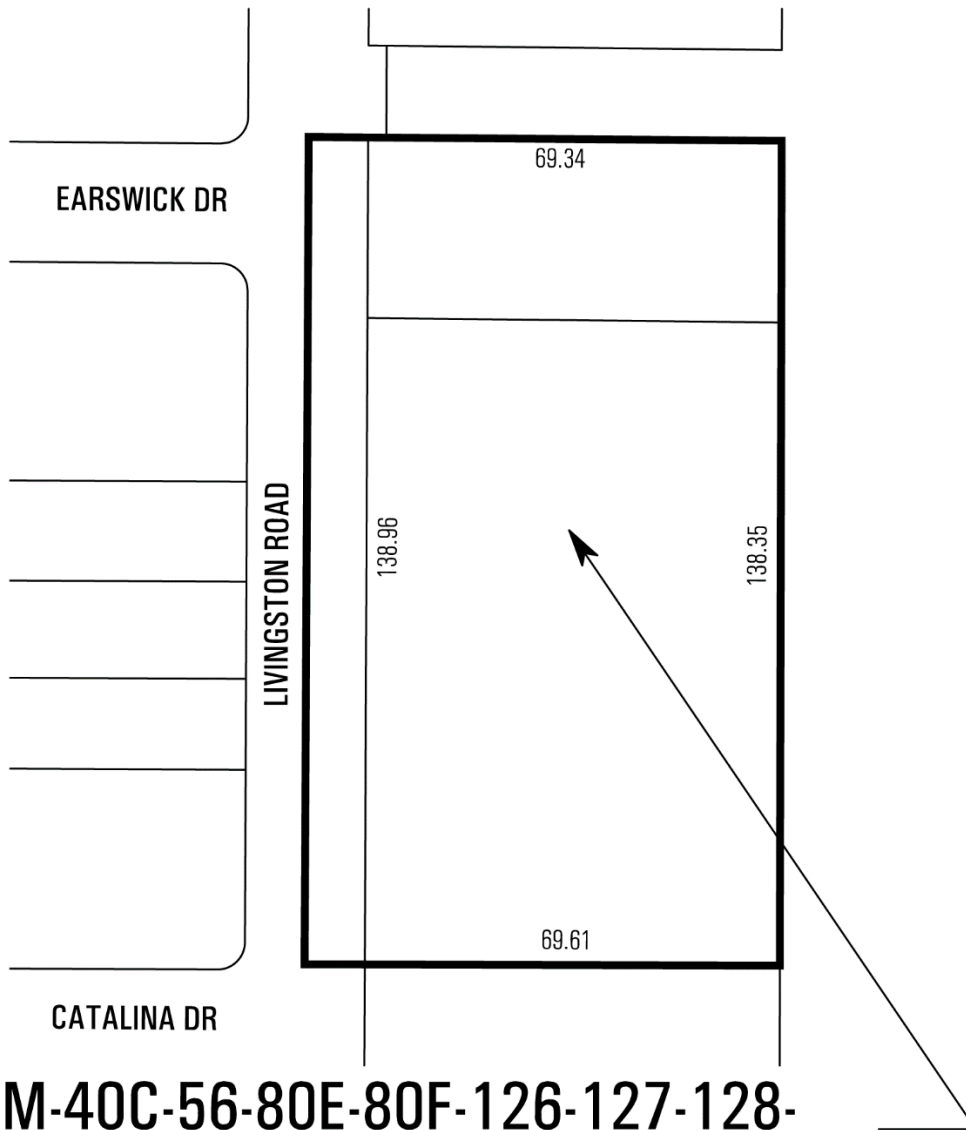 69.34
EARSWICK DR
LIVINGSTON ROAD
138.96
138.35
69.61
CATALINA DR
M-40C-56-80E-80F-126-127-128-